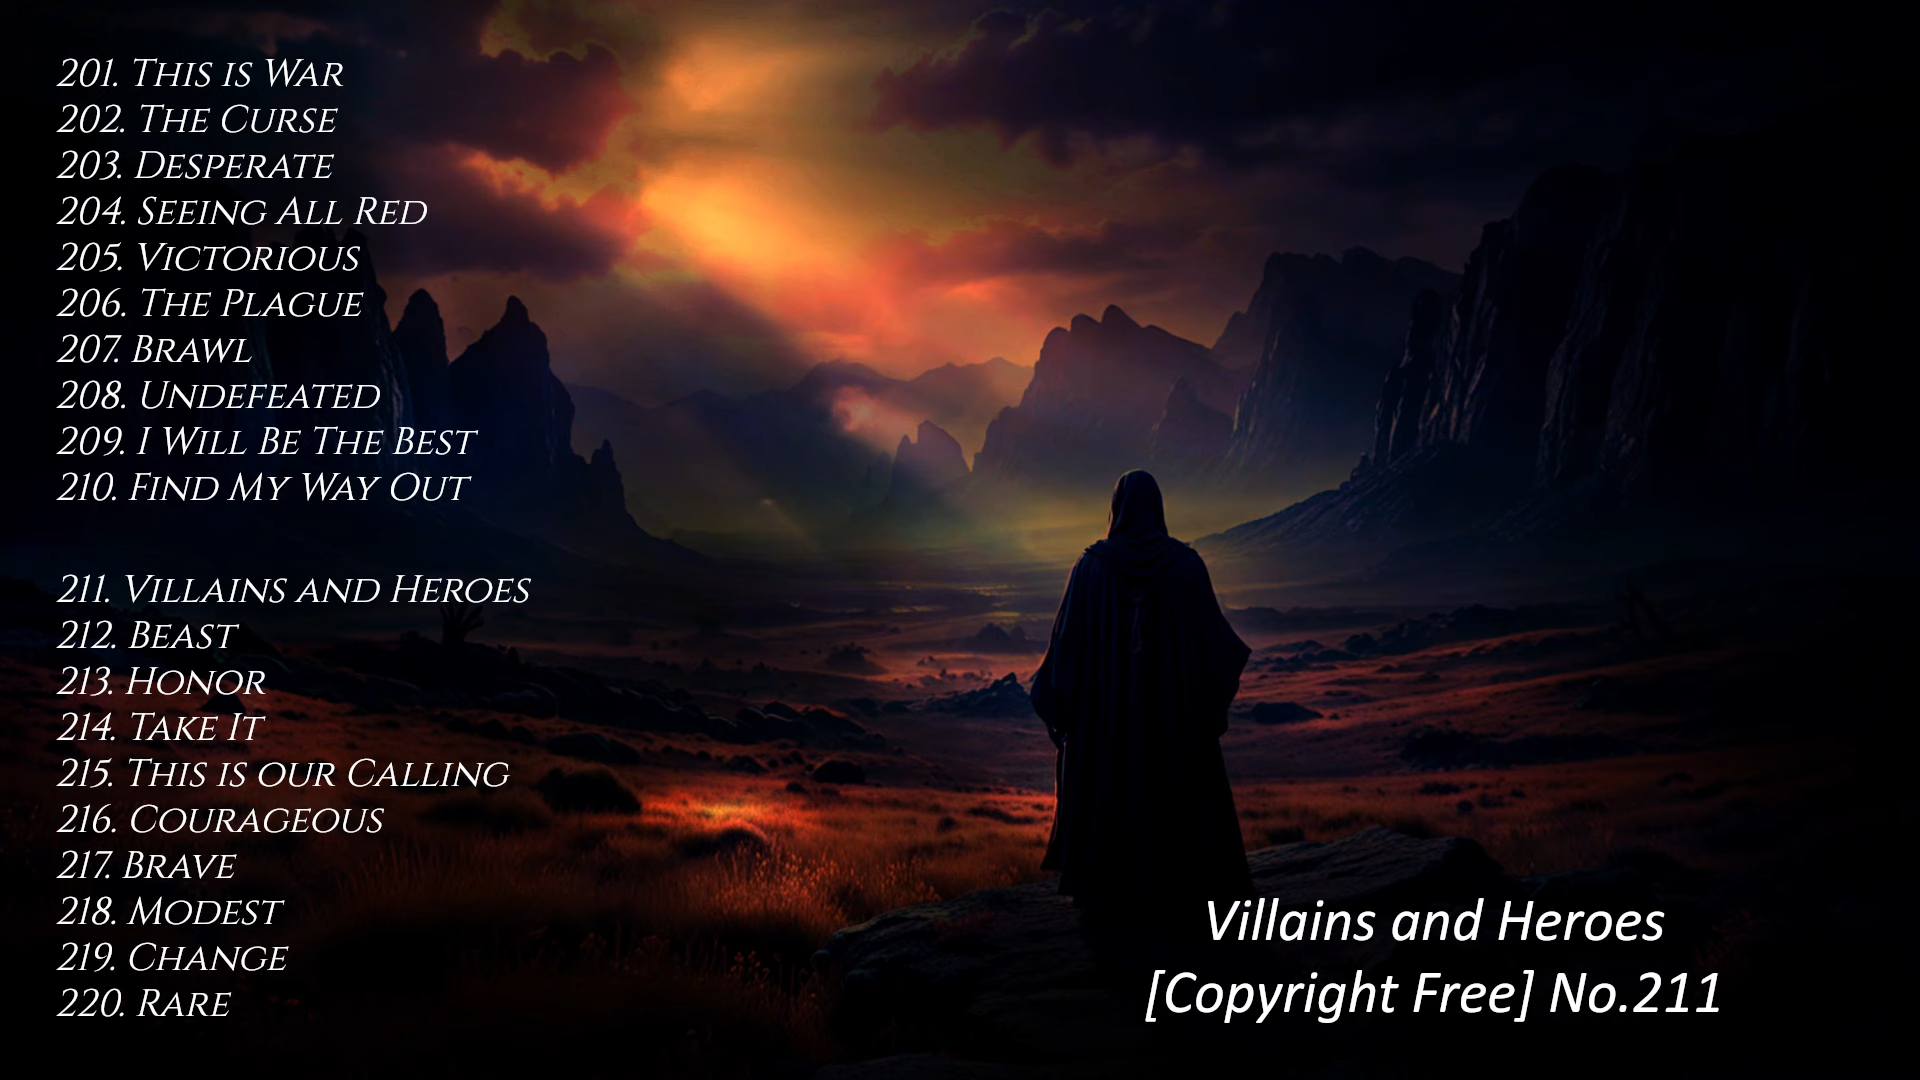 201. This is War
202. The Curse
203. Desperate
204. Seeing All Red
205. Victorious
206. The Plague
207. Brawl
208. Undefeated
209. I Will Be The Best
210. Find My Way Out
211. Villains and Heroes
212. Beast
213. Honor
214. Take It
215. This is our Calling
216. Courageous
217. Brave
218. Modest
219. Change
220. Rare
Villains and Heroes
[Copyright Free] No.211